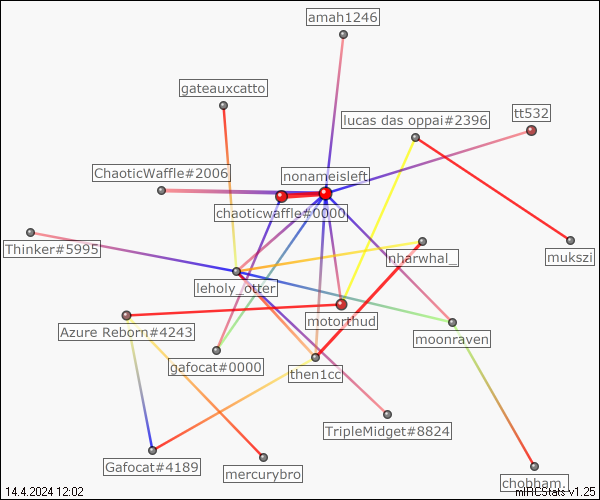 amah1246
gateauxcatto
lucas das oppai#2396
tt532
ChaoticWaffle#2006
nonameisleft
chaoticwaffle#0000
Thinker#5995
nharwhal_
mukszi
leholy_otter
motorthud
Azure Reborn#4243
moonraven
gafocat#0000
then1cc
TripleMidget#8824
Gafocat#4189
mercurybro
chobham.
14.4.2024 12:02
mIRCStats v1.25